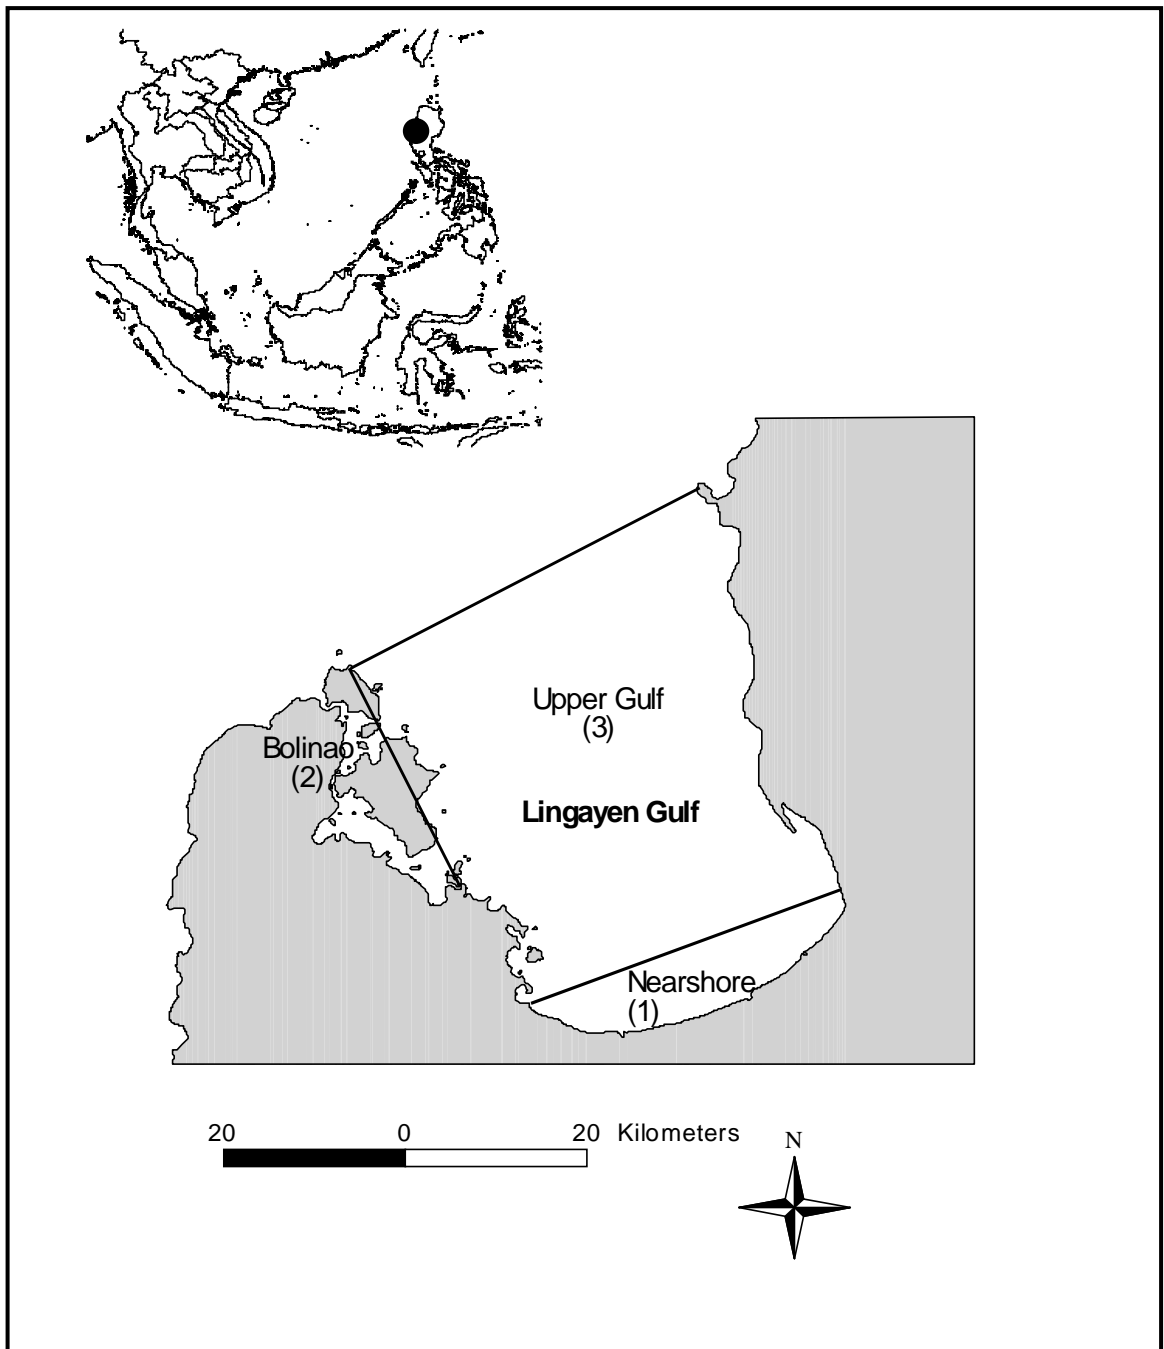 Upper Gulf
(3)
Bolinao
(2)
Lingayen Gulf
Nearshore
(1)
20 0 20 Kilometers
N